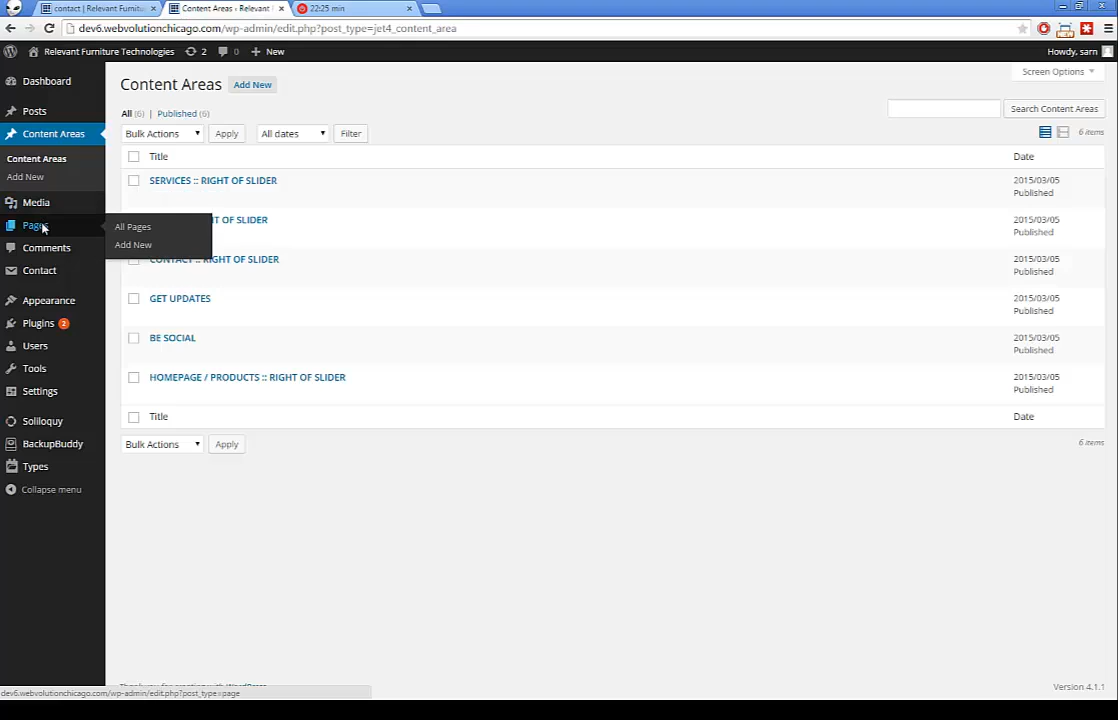 contact | Relevant Furnitu
Content Areas ‹ Relevant
22:25 min
dev6.webvolutionchicago.com/wp-admin/edit.php?post_type=jet4_content_area
Relevant Furniture Technologies 2 0 + New Howdy, sarn
Dashboard
Posts
Content Areas
Content Areas
Add New
Media
Pages
All Pages
Add New
Comments
Contact
Appearance
Plugins 2
Users
Tools
Settings
Soliloquy
BackupBuddy
Types
Collapse menu
Screen Options
Content Areas Add New
All (6) | Published (6)
Search Content Areas
Bulk Actions Apply All dates Filter 6 items
Title Date
SERVICES :: RIGHT OF SLIDER 2015/03/05
Published
HT OF SLIDER 2015/03/05
Published
CONTACT :: RIGHT OF SLIDER 2015/03/05
Published
GET UPDATES 2015/03/05
Published
BE SOCIAL 2015/03/05
Published
HOMEPAGE / PRODUCTS :: RIGHT OF SLIDER 2015/03/05
Published
Title Date
Bulk Actions Apply 6 items
Version 4.1.1
dev6.webvolutionchicago.com/wp-admin/edit.php?post_type=page